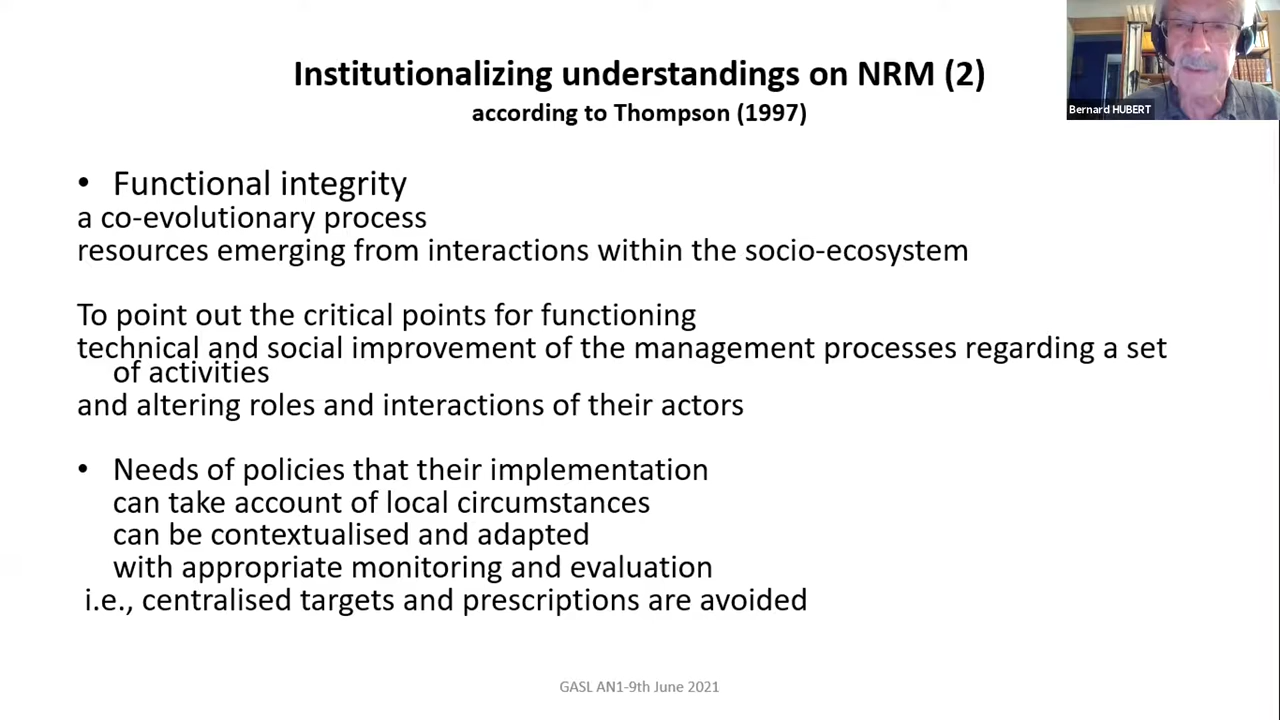 Institutionalizing understandings on NRM (2)
according to Thompson (1997)
Bernard HUBERT
• Functional integrity
a co-evolutionary process
resources emerging from interactions within the socio-ecosystem
To point out the critical points for functioning
technical and social improvement of the management processes regarding a set
of activities
and altering roles and interactions of their actors
• Needs of policies that their implementation
can take account of local circumstances
can be contextualised and adapted
with appropriate monitoring and evaluation
i.e., centralised targets and prescriptions are avoided
GASL AN1-9th June 2021